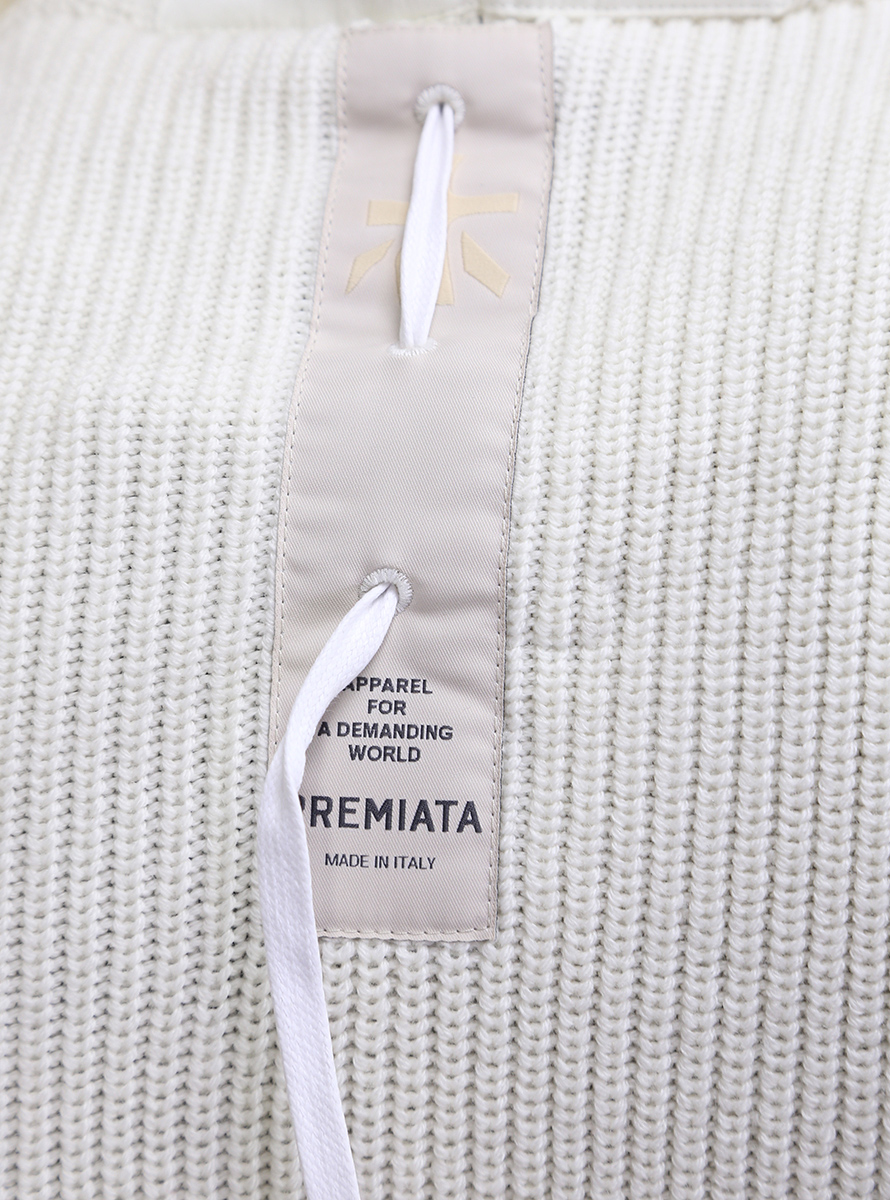 APPAREL
FOR
A DEMANDING
WORLD
PREMIATA
MADE IN ITALY